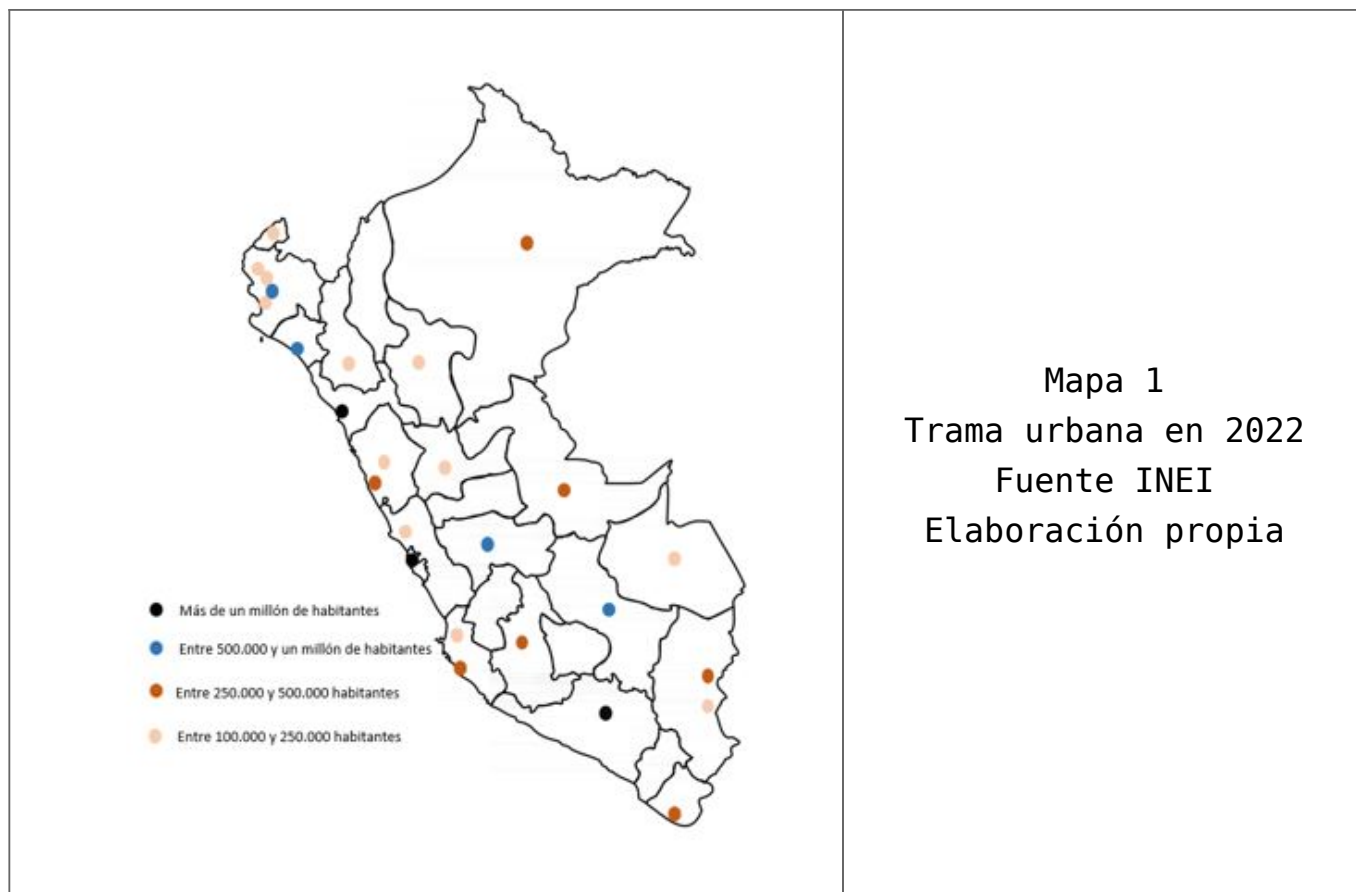 Más de un millón de habitantes
Entre 500.000 y un millón de habitantes
Entre 250.000 y 500.000 habitantes
Entre 100.000 y 250.000 habitantes
Mapa 1
Trama urbana en 2022
Fuente INEI
Elaboración propia